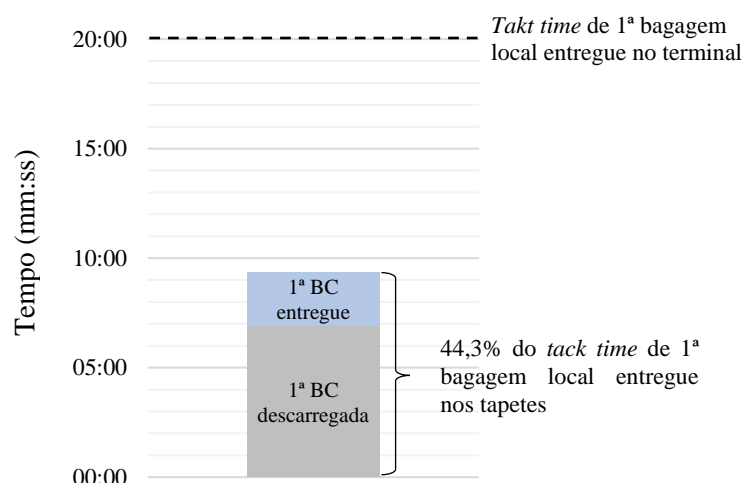 Takt time de 1ª bagagem
local entregue no terminal
20:00
15:00
Tempo (mm:ss)
10:00
1ª BC
entregue
44,3% do tack time de 1ª
bagagem local entregue
nos tapetes
05:00
1ª BC
descarregada
00:00